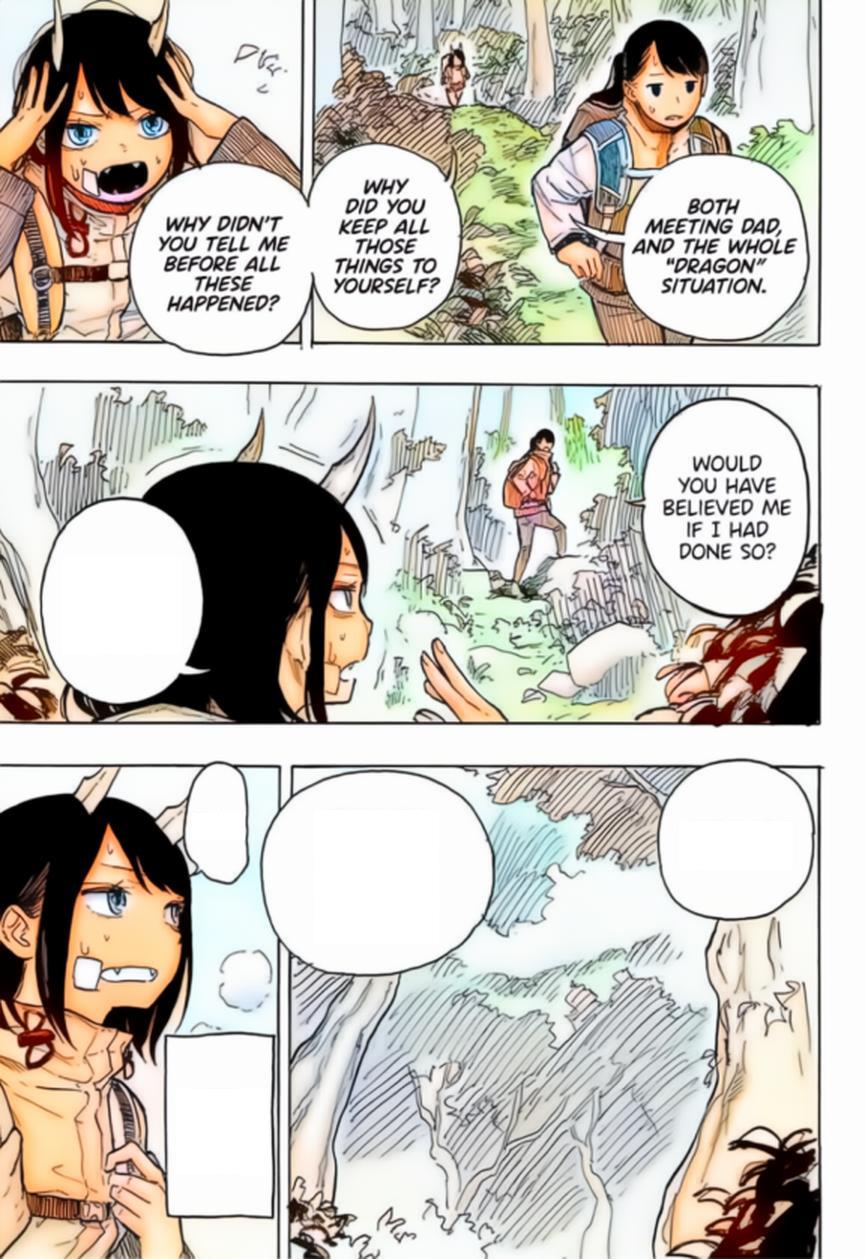 BOTH
MEETING DAD,
AND THE WHOLE
"DRAGON"
SITUATION.
WHY
DID YOU
KEEP ALL
THOSE
THINGS TO
YOURSELF?
WHY DIDN'T
YOU TELL ME
BEFORE ALL
THESE
HAPPENED?
WOULD
YOU HAVE
BELIEVED ME
IF I HAD
DONE SO?